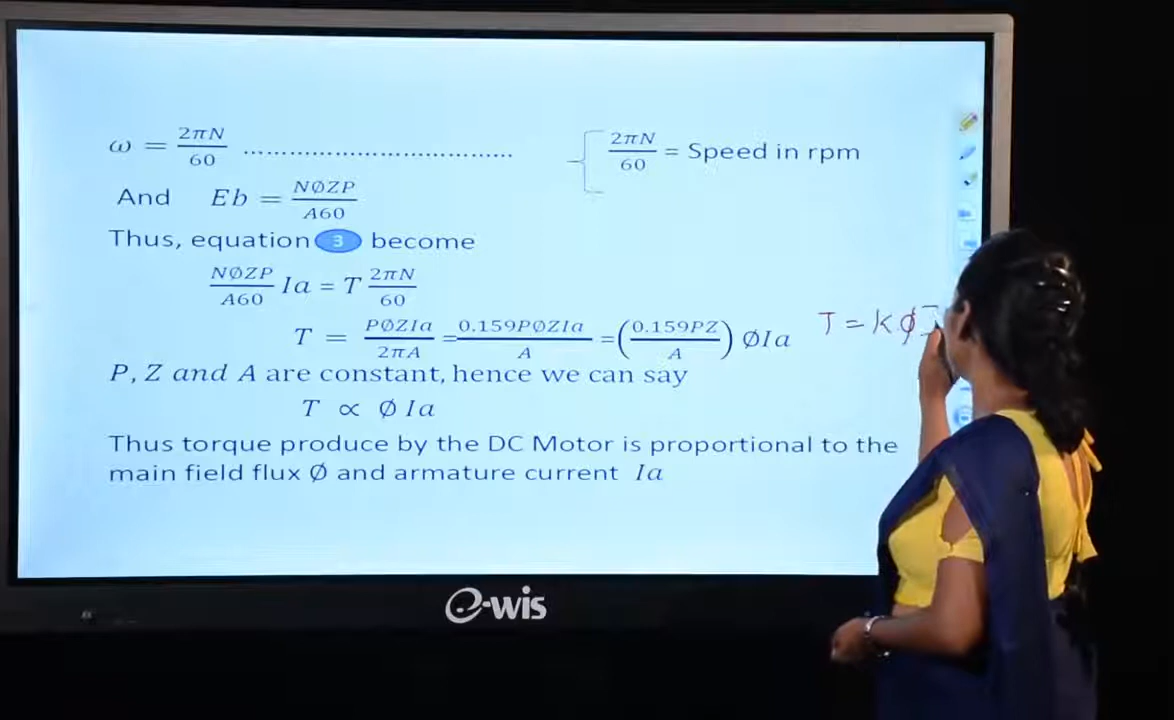 ω = 2πN/60 ................................ { 2πN/60 = Speed in rpm
And Eb = NØZP/A60
Thus, equation 3 become
NØZP/A60 Ia = T 2πN/60
T = PØZIa/2πA = 0.159PØZIa/A = (0.159PZ/A) ØIa T = K ϕ I
P, Z and A are constant, hence we can say
T ∝ Ø Ia
Thus torque produce by the DC Motor is proportional to the
main field flux Ø and armature current Ia
e-wis